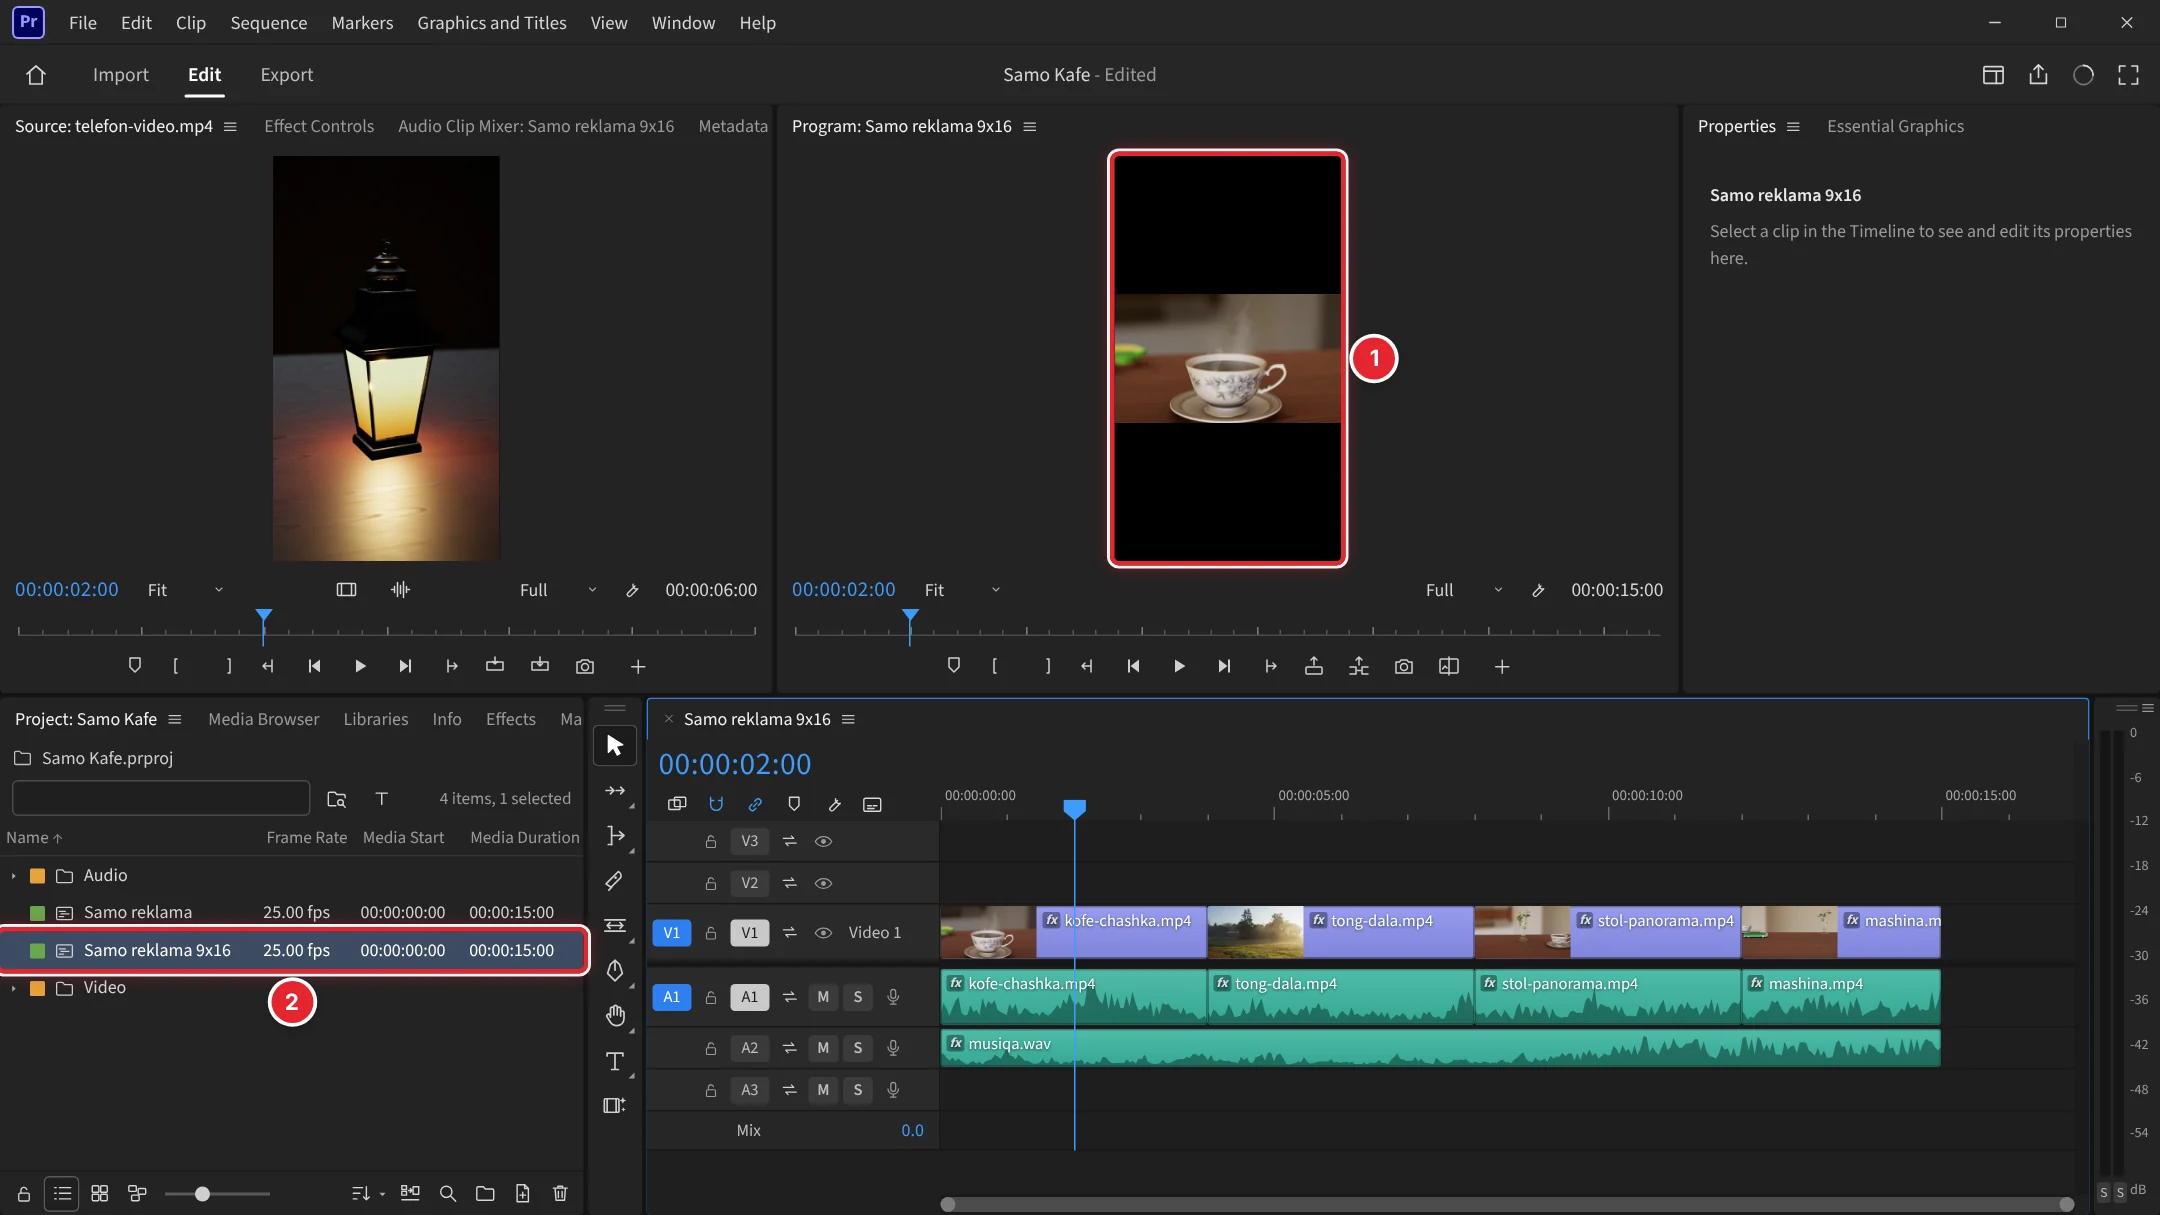 Pr File Edit Clip Sequence Markers Graphics and Titles View Window Help
Import Edit Export Samo Kafe - Edited
Source: telefon-video.mp4 Effect Controls Audio Clip Mixer: Samo reklama 9x16 Metadata
Program: Samo reklama 9x16
Properties Essential Graphics
Samo reklama 9x16
Select a clip in the Timeline to see and edit its properties
here.
1
00:00:02:00 Fit Full 00:00:06:00
00:00:02:00 Fit Full 00:00:15:00
Project: Samo Kafe Media Browser Libraries Info Effects Ma
Samo Kafe.prproj
4 items, 1 selected
Name Frame Rate Media Start Media Duration
Audio
Samo reklama 25.00 fps 00:00:00:00 00:00:15:00
Samo reklama 9x16 25.00 fps 00:00:00:00 00:00:15:00
Video
2
Samo reklama 9x16
00:00:02:00
00:00:00:00 00:00:05:00 00:00:10:00 00:00:15:00
V3
V2
V1 V1 Video 1 fx kofe-chashka.mp4 fx tong-dala.mp4 fx stol-panorama.mp4 fx mashina.m
A1 A1 M S fx kofe-chashka.mp4 fx tong-dala.mp4 fx stol-panorama.mp4 fx mashina.mp4
A2 M S fx musiqa.wav
A3 M S
Mix 0.0
0
-6
-12
-18
-24
-30
-36
-42
-48
-54
S S dB